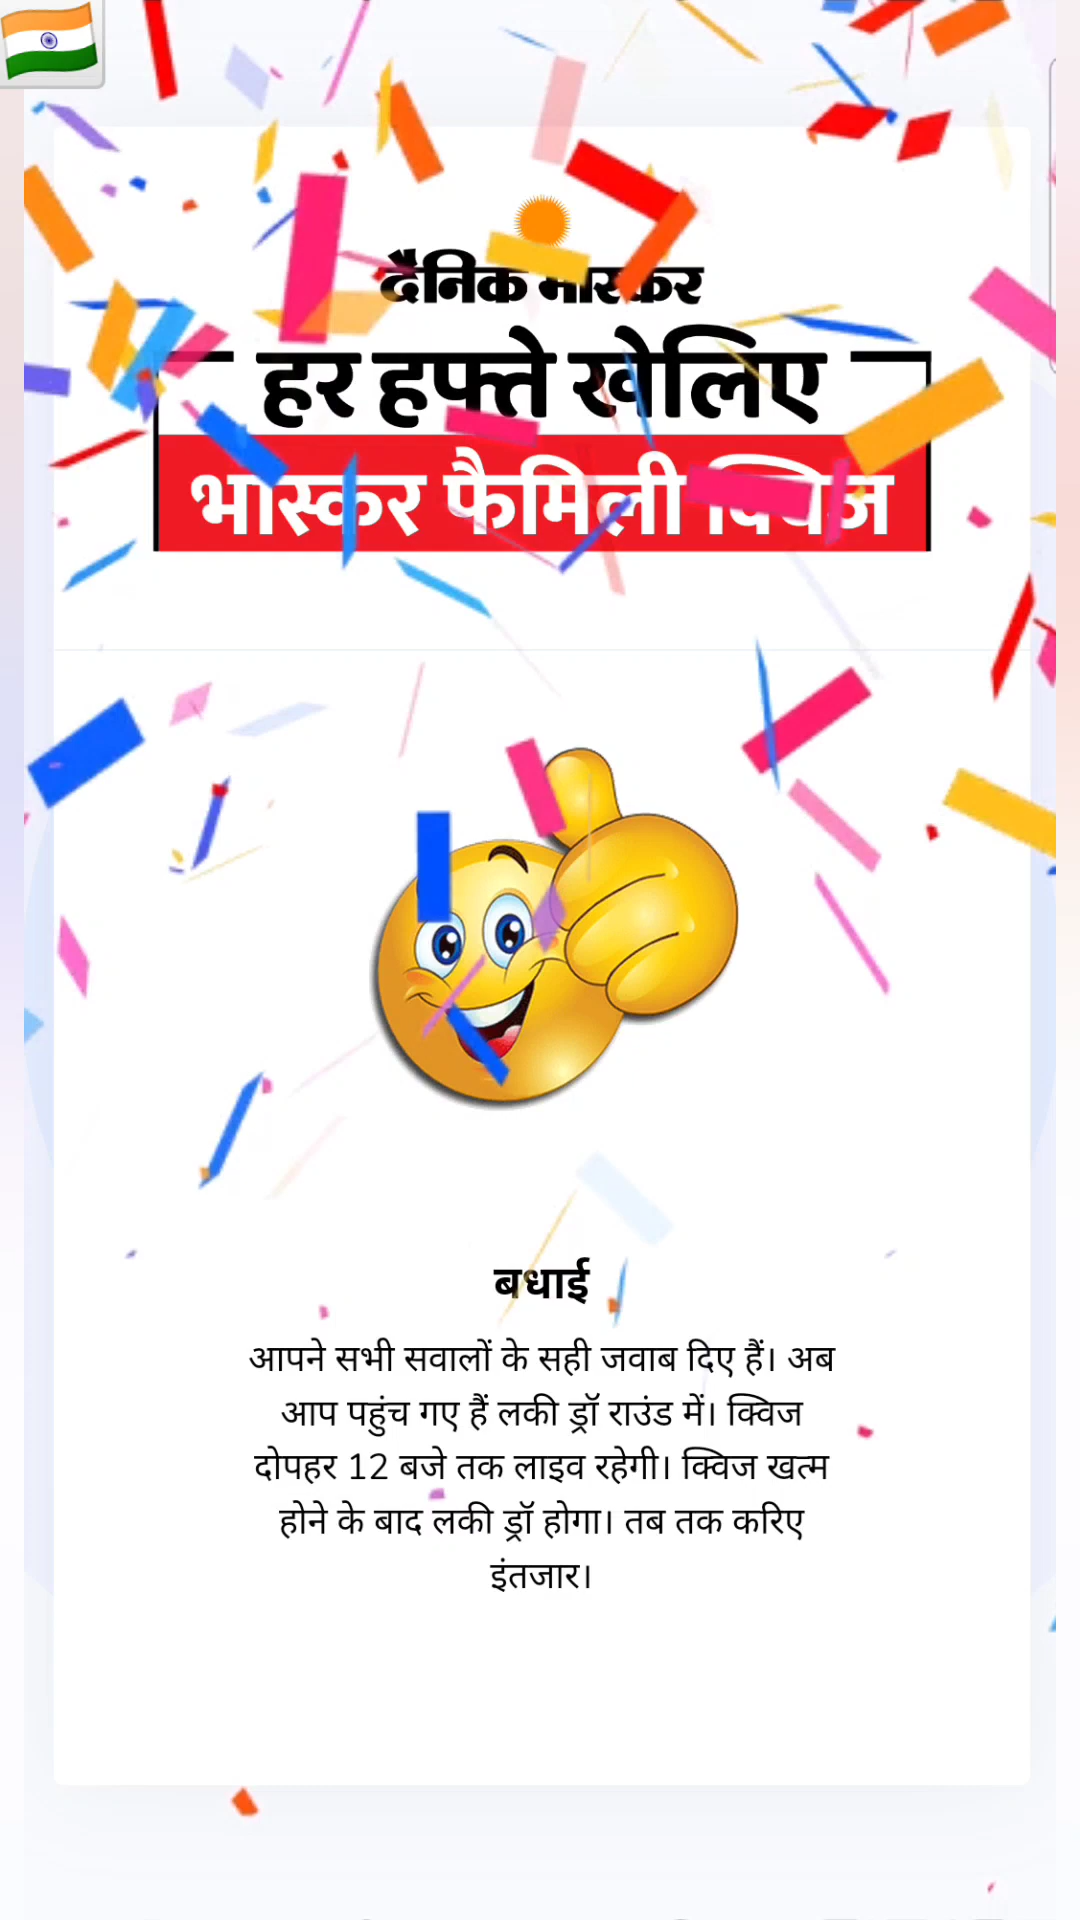 दैनिक भास्कर
हर हफ्ते खेलिए
भास्कर फैमिली क्विज
बधाई
आपने सभी सवालों के सही जवाब दिए हैं। अब
आप पहुंच गए हैं लकी ड्रॉ राउंड में। क्विज
दोपहर 12 बजे तक लाइव रहेगी। क्विज खत्म
होने के बाद लकी ड्रॉ होगा। तब तक करिए
इंतजार।